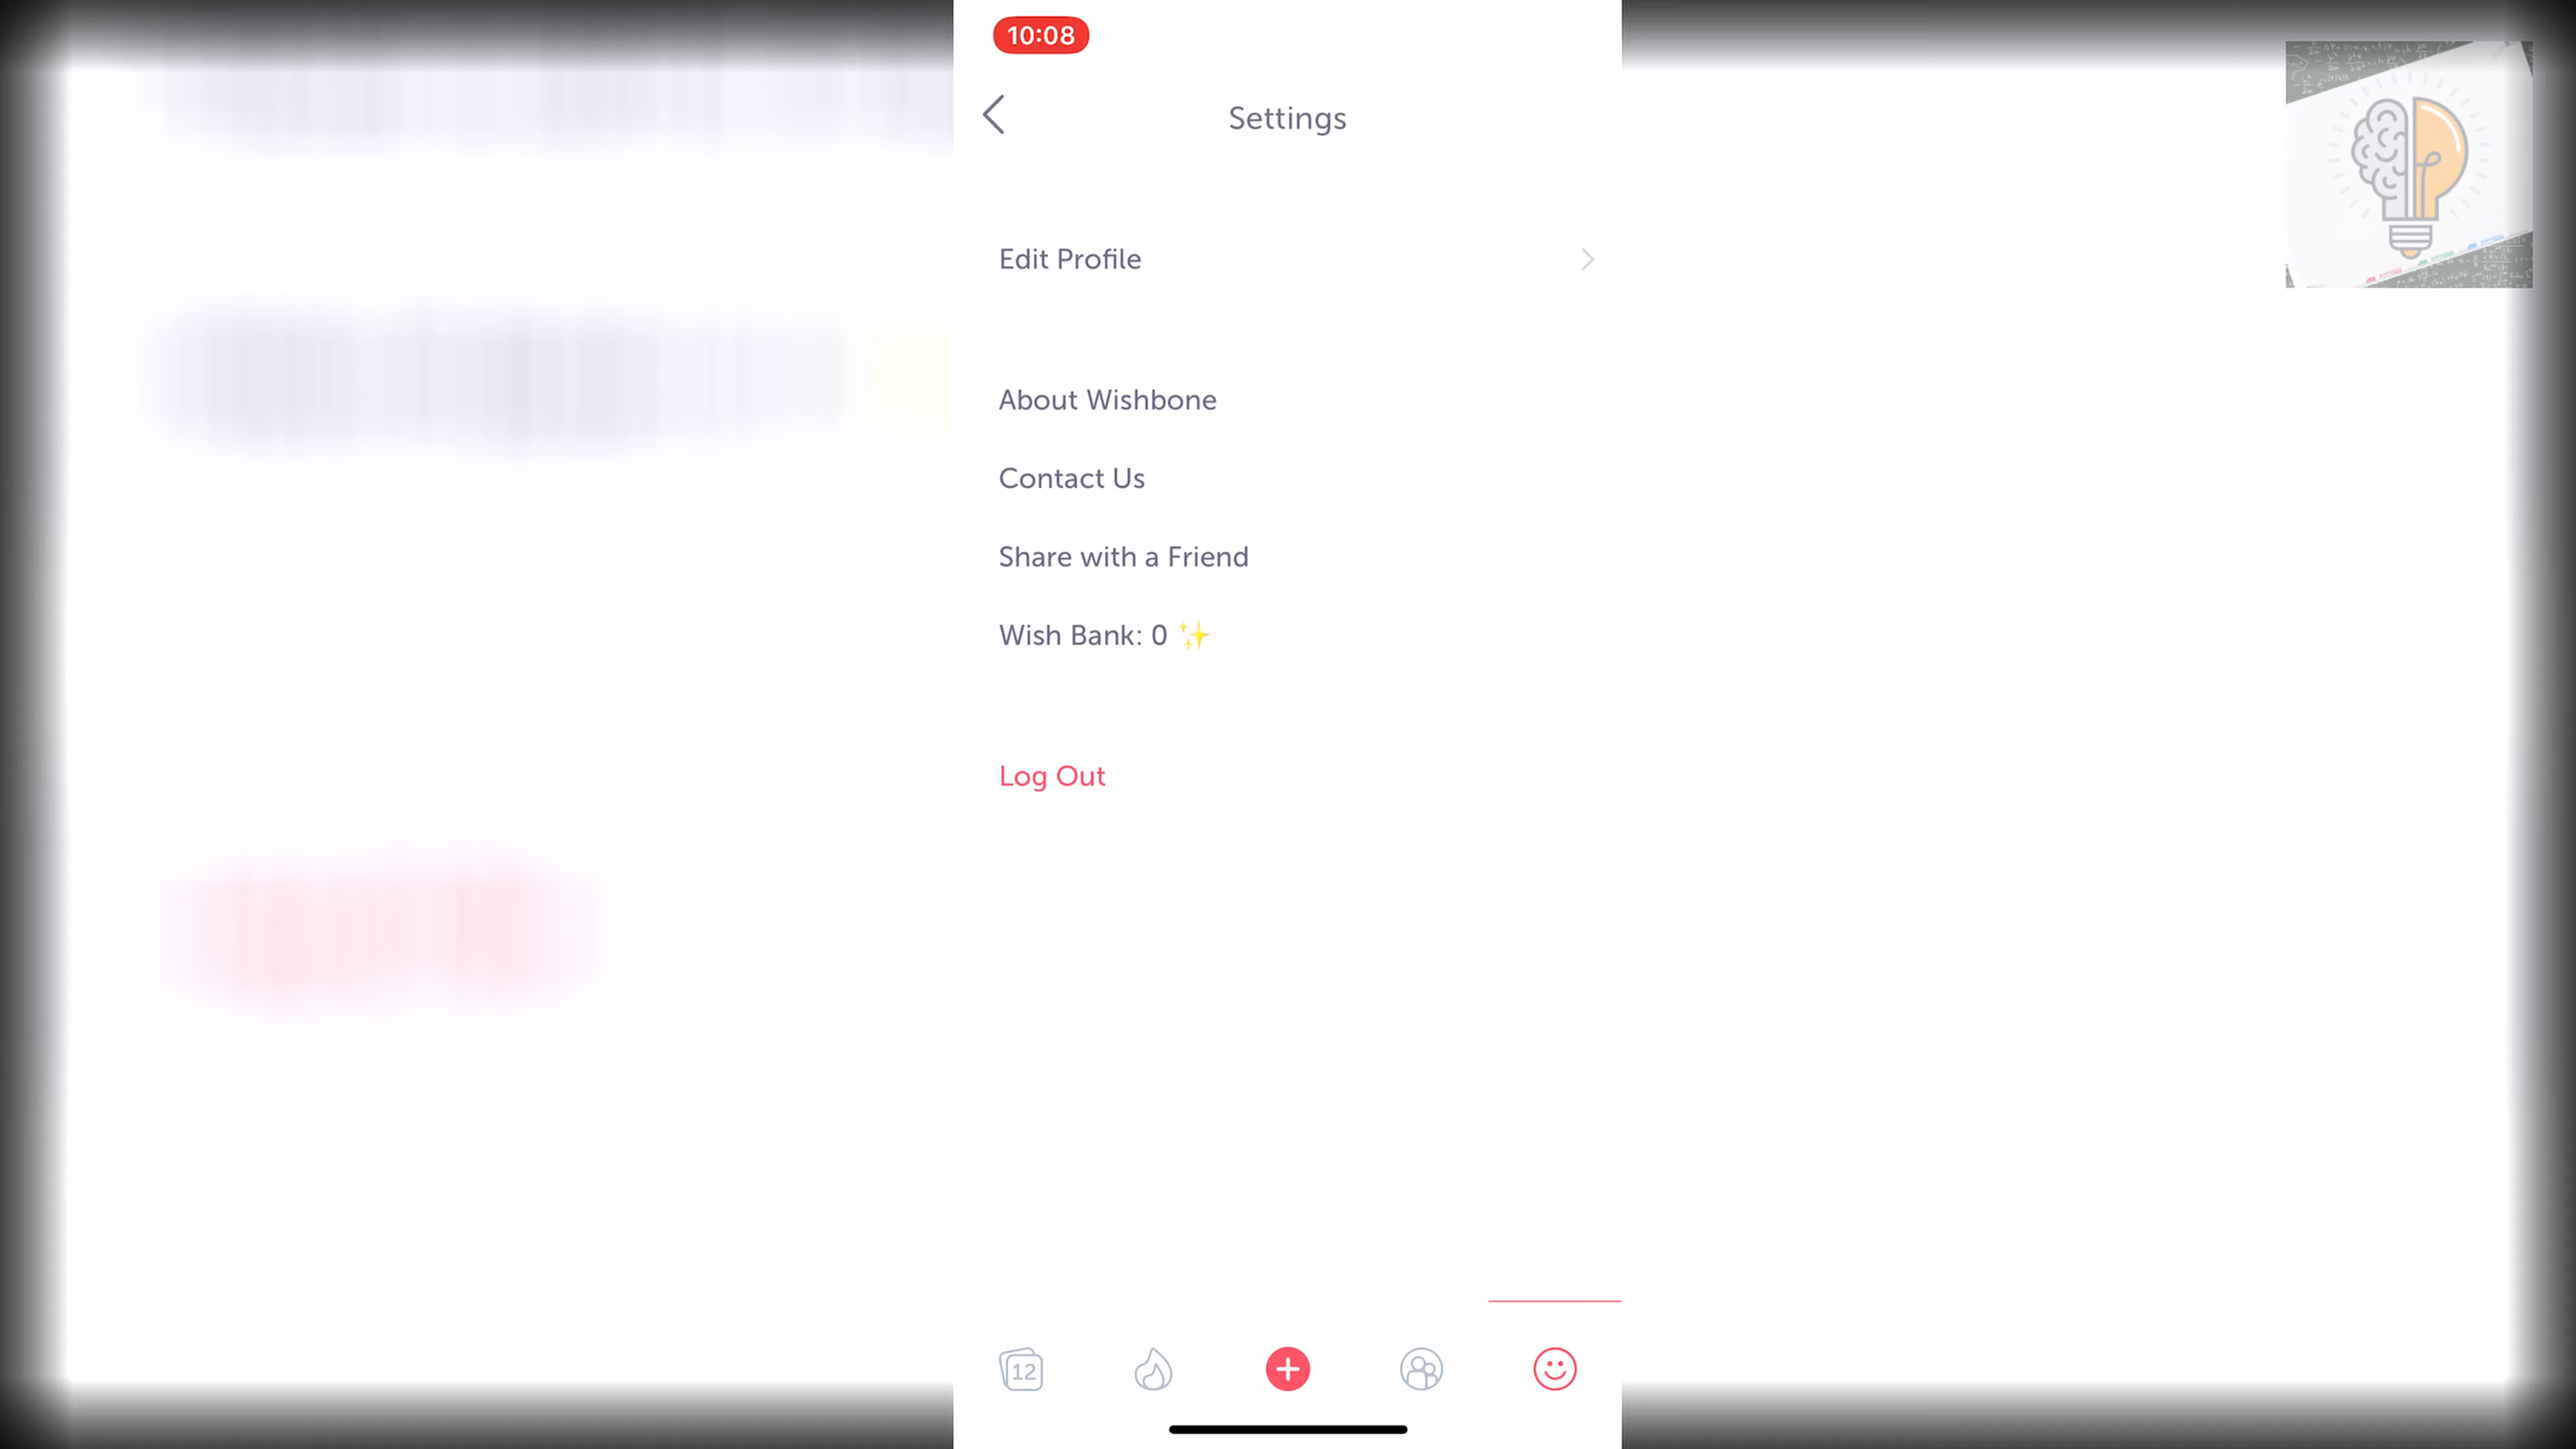 10:08
Settings
Edit Profile
About Wishbone
Contact Us
Share with a Friend
Wish Bank: 0 ✨
Log Out
12